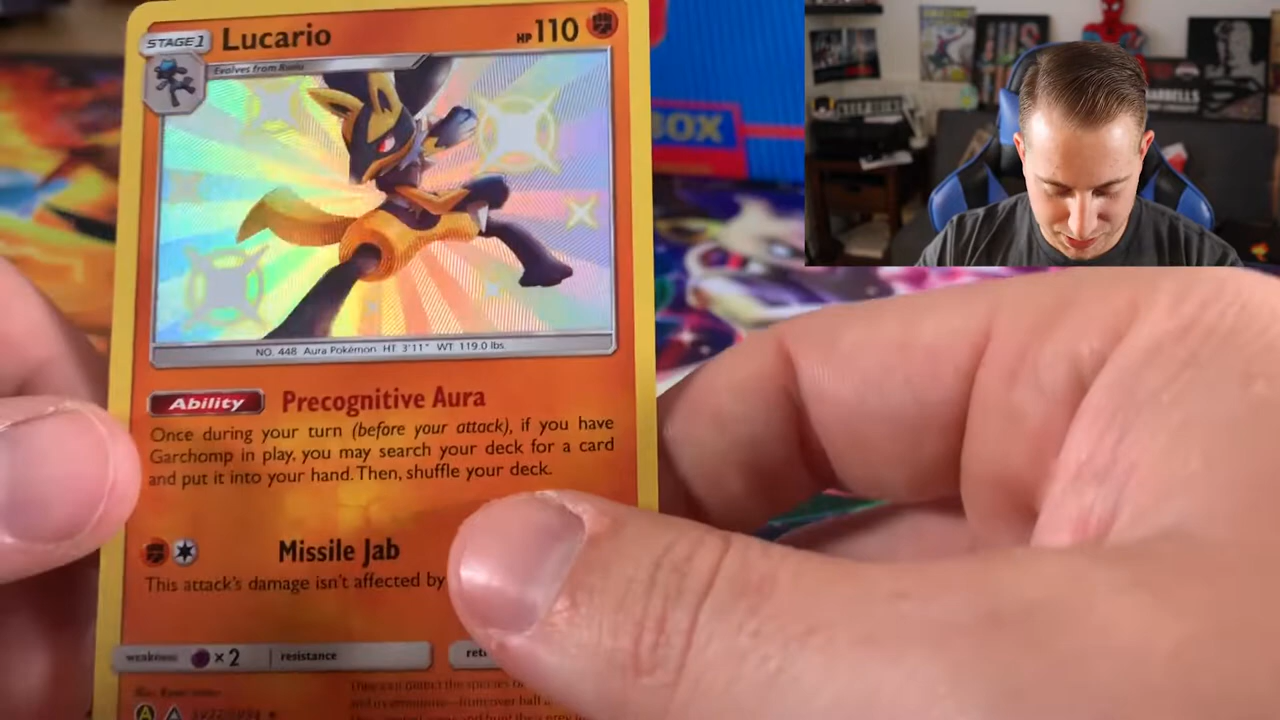 STAGE 1 Lucario HP 110
Evolves from Riolu
BOX
NO. 448 Aura Pokémon HT: 3'11" WT: 119.0 lbs.
Ability Precognitive Aura
Once during your turn (before your attack), if you have
Garchomp in play, you may search your deck for a card
and put it into your hand. Then, shuffle your deck.
Missile Jab
This attack's damage isn't affected by
weakness ×2 resistance
A